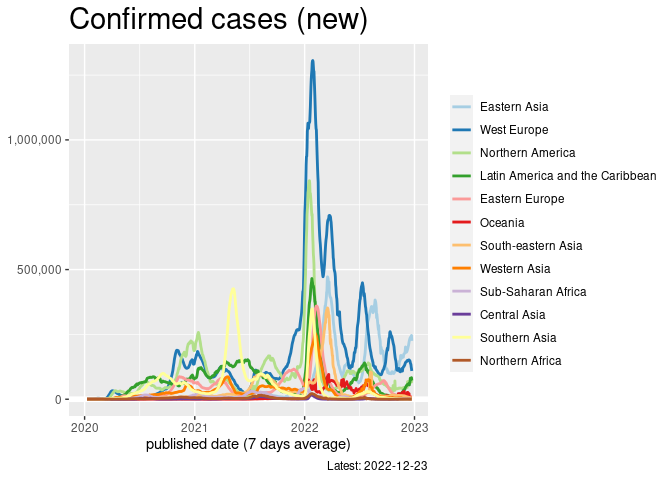 Confirmed cases (new)
1,000,000
500,000
0
2020
2021
2022
2023
published date (7 days average)
Latest: 2022-12-23
Eastern Asia
West Europe
Northern America
Latin America and the Caribbean
Eastern Europe
Oceania
South-eastern Asia
Western Asia
Sub-Saharan Africa
Central Asia
Southern Asia
Northern Africa